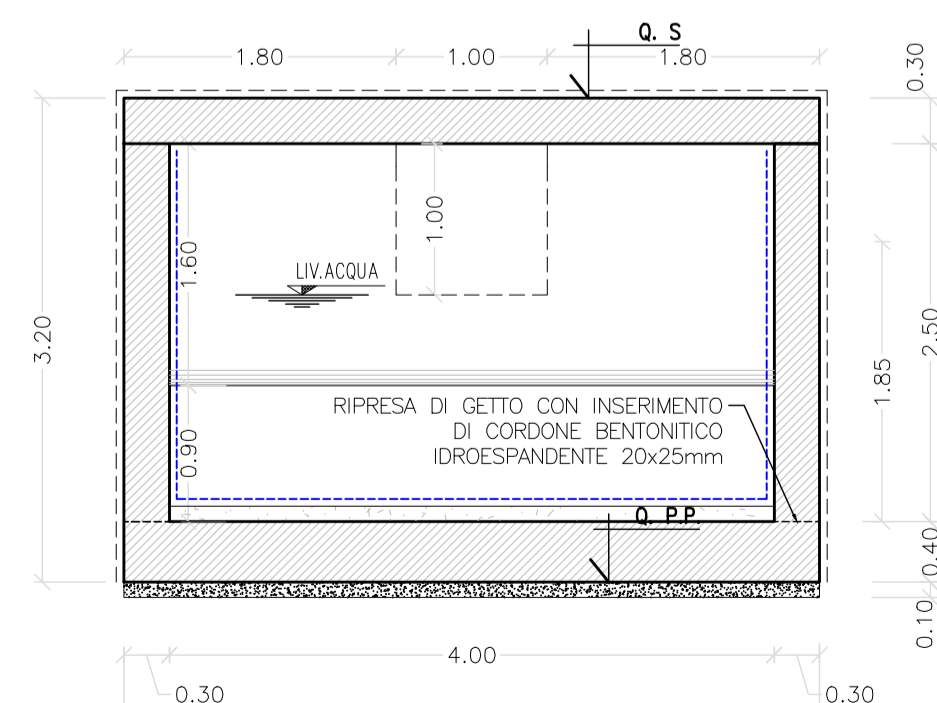 Q. S
1.80
1.00
1.80
0.30
1.00
1.60
LIV.ACQUA
3.20
2.50
1.85
RIPRESA DI GETTO CON INSERIMENTO
DI CORDONE BENTONITICO
IDROESPANDENTE 20x25mm
0.90
Q. P.P.
0.40
0.10
4.00
0.30
0.30